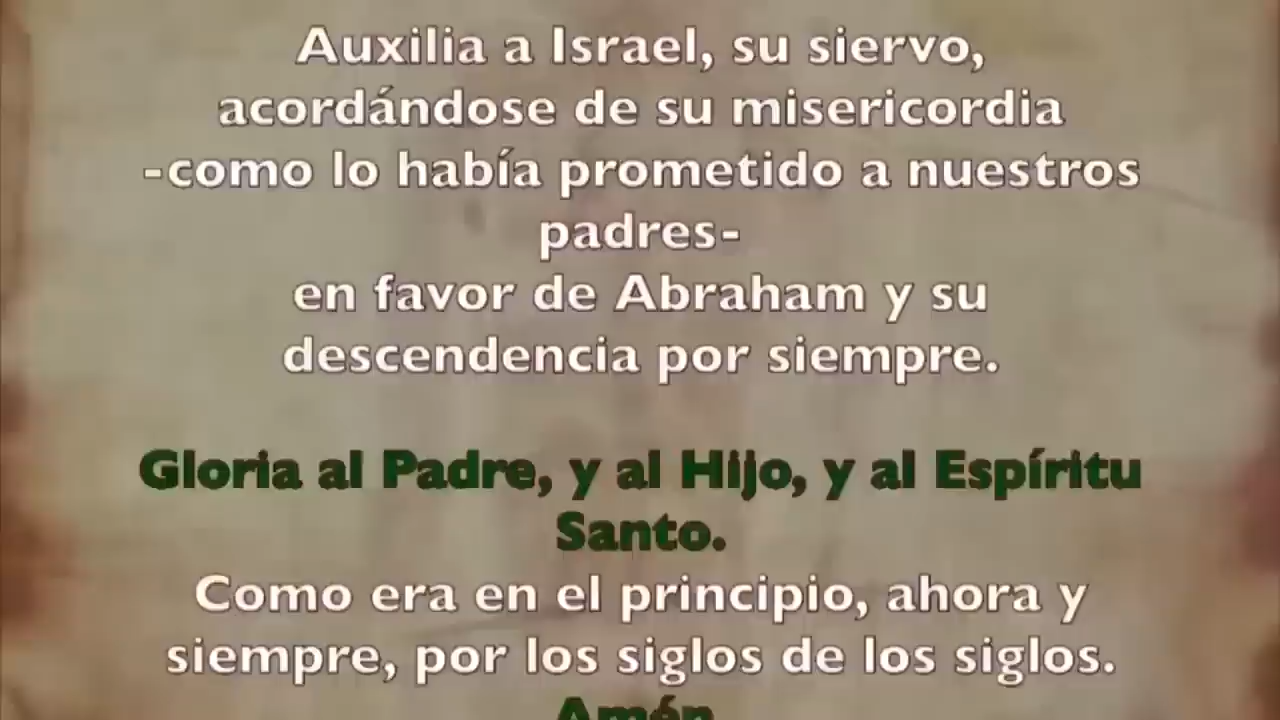 Auxilia a Israel, su siervo,
acordándose de su misericordia
-como lo había prometido a nuestros
padres-
en favor de Abraham y su
descendencia por siempre.
Gloria al Padre, y al Hijo, y al Espíritu
Santo.
Como era en el principio, ahora y
siempre, por los siglos de los siglos.
Amén